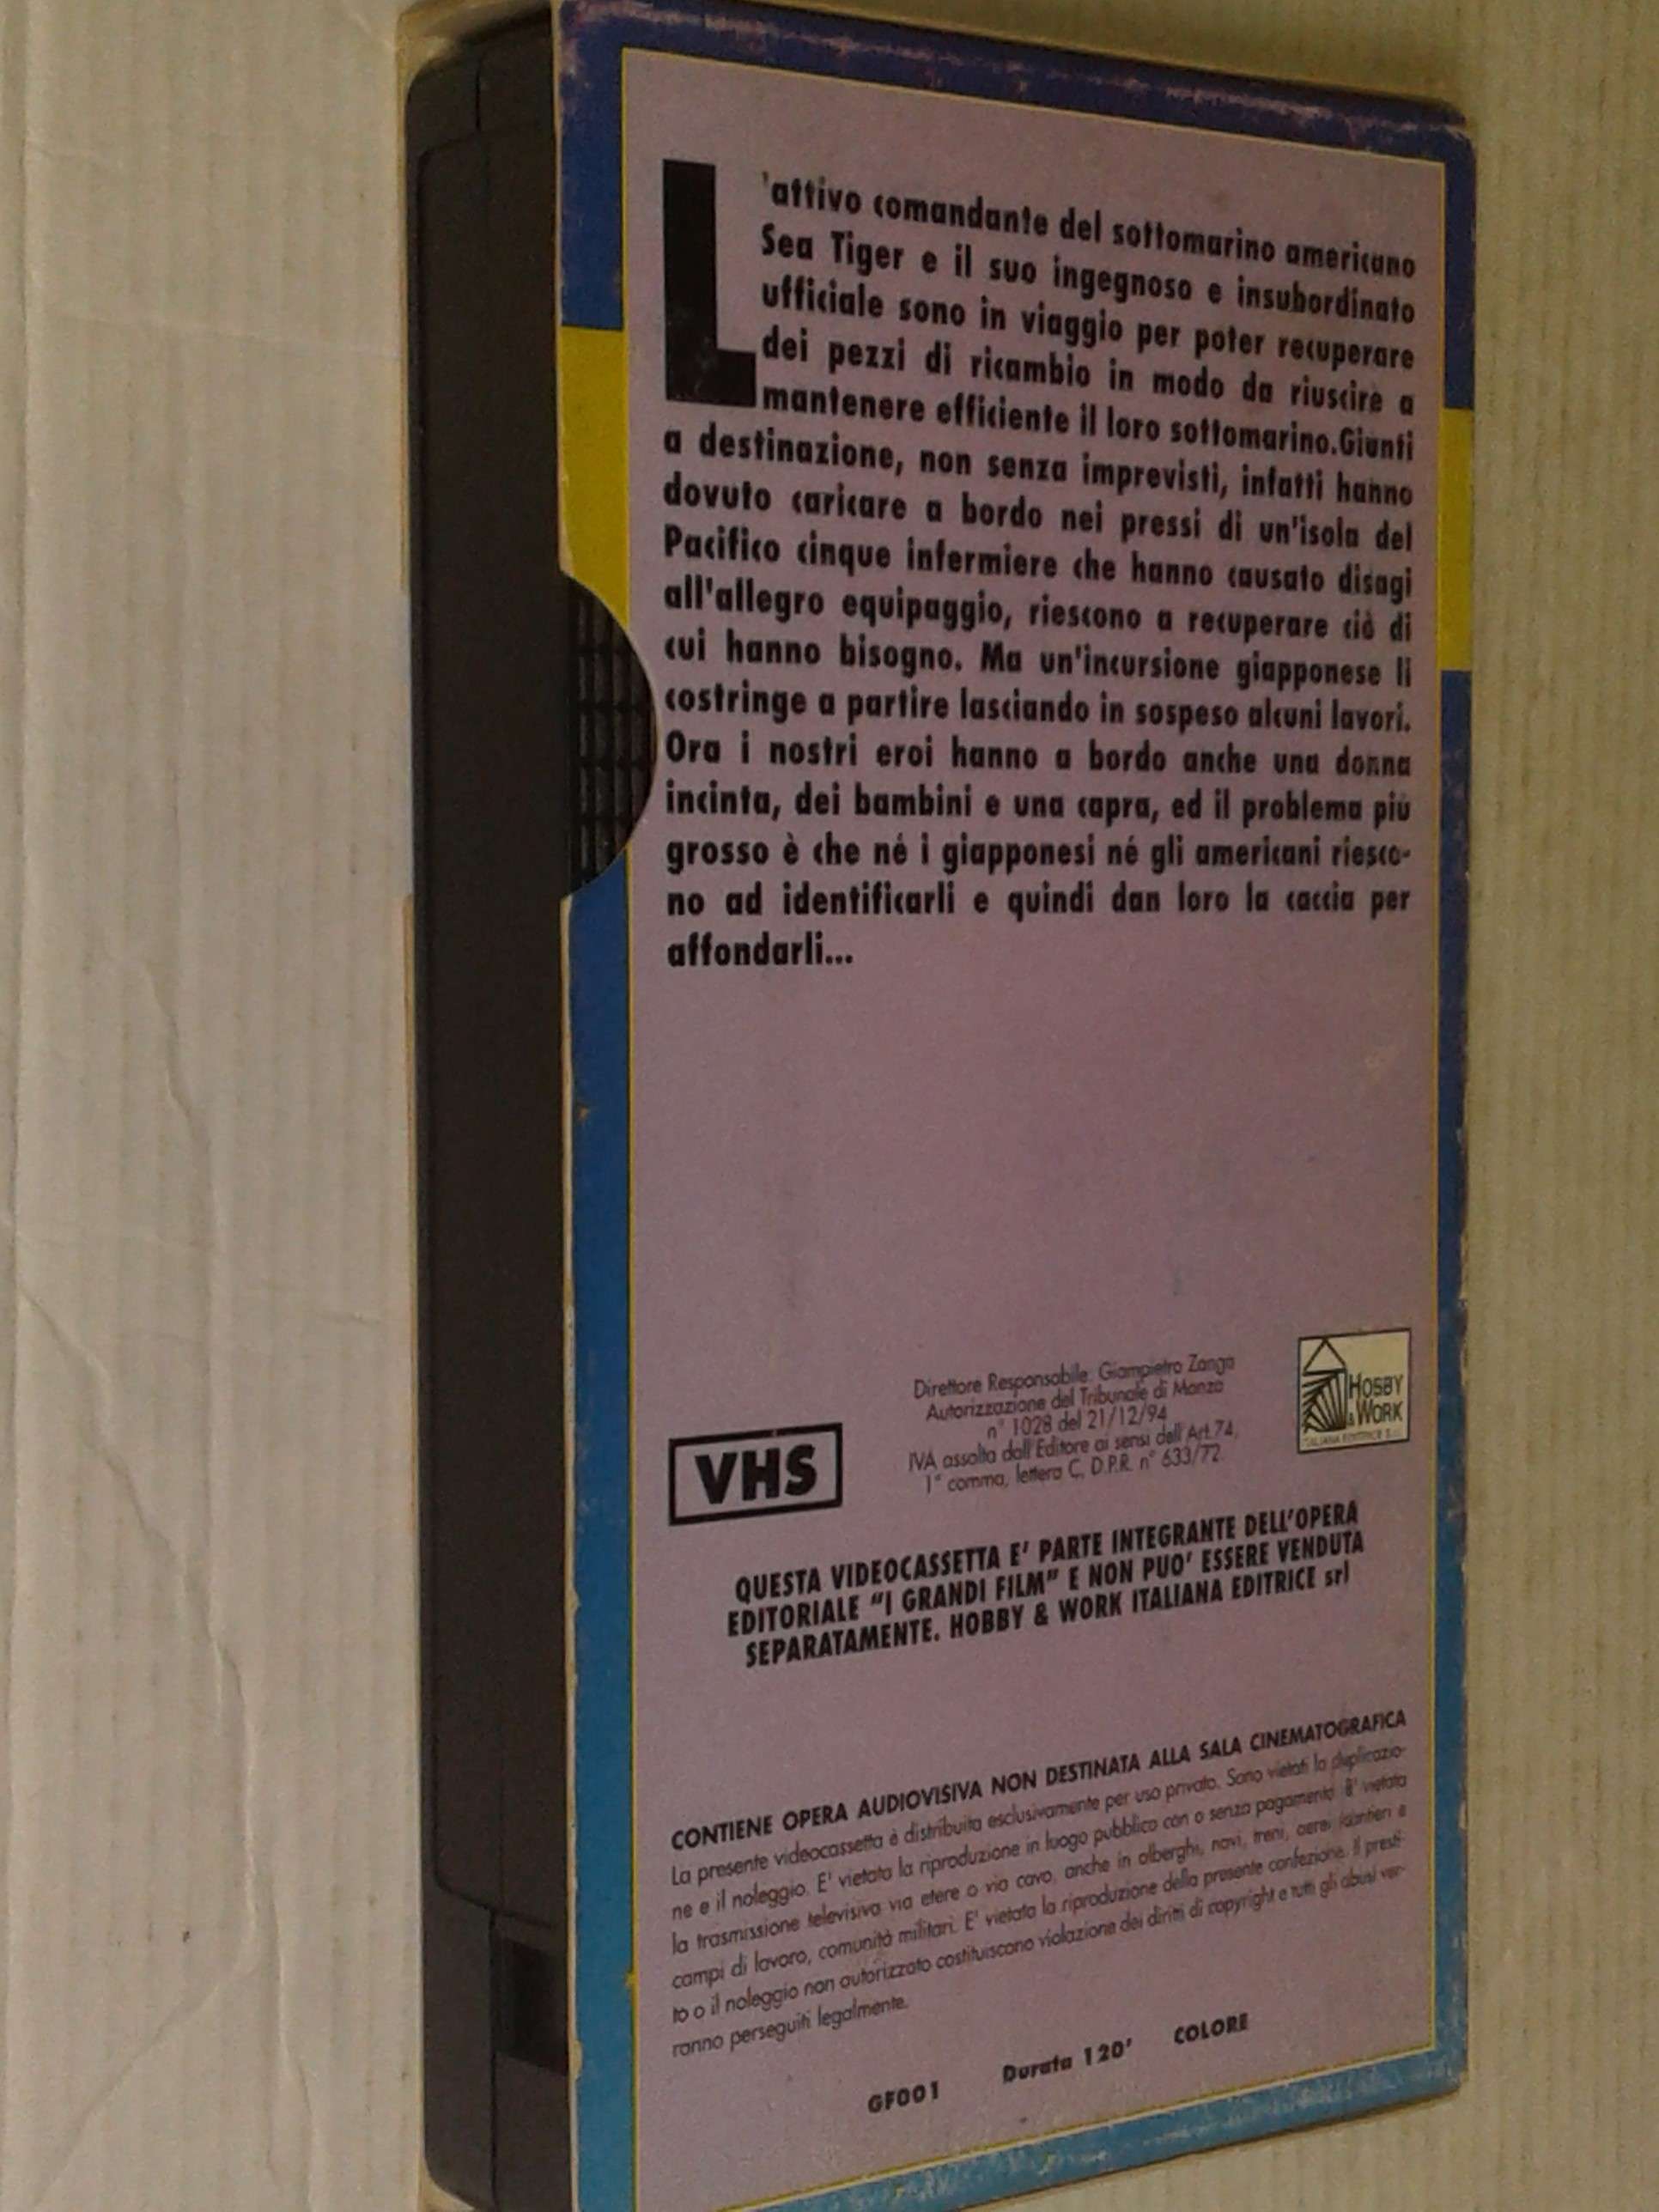 L'attivo comandante del sottomarino americano
Sea Tiger e il suo ingegnoso e insubordinato
ufficiale sono in viaggio per poter recuperare
dei pezzi di ricambio in modo da riuscire a
mantenere efficiente il loro sottomarino.Giunti
a destinazione, non senza imprevisti, infatti hanno
dovuto caricare a bordo nei pressi di un'isola del
Pacifico cinque infermiere che hanno causato disagi
all'allegro equipaggio, riescono a recuperare ciò di
cui hanno bisogno. Ma un'incursione giapponese li
costringe a partire lasciando in sospeso alcuni lavori.
Ora i nostri eroi hanno a bordo anche una donna
incinta, dei bambini e una capra, ed il problema più
grosso è che né i giapponesi né gli americani riesco-
no ad identificarli e quindi dan loro la caccia per
affondarli...
Direttore Responsabile: Giampietro Zanga
Autorizzazione del Tribunale di Monza
n° 1028 del 21/12/94
IVA assolta dall'Editore ai sensi dell'Art.74,
1° comma, lettera C, D.P.R. n° 633/72.
VHS
HOBBY
& WORK
ITALIANA EDITRICE S.r.l.
QUESTA VIDEOCASSETTA E' PARTE INTEGRANTE DELL'OPERA
EDITORIALE "I GRANDI FILM" E NON PUO' ESSERE VENDUTA
SEPARATAMENTE. HOBBY & WORK ITALIANA EDITRICE srl
CONTIENE OPERA AUDIOVISIVA NON DESTINATA ALLA SALA CINEMATOGRAFICA
La presente videocassetta è distribuita esclusivamente per uso privato. Sono vietati la duplicazio-
ne e il noleggio. E' vietata la riproduzione in luogo pubblico con o senza pagamento. E' vietata
la trasmissione televisiva via etere o via cavo, anche in alberghi, navi, treni, aerei, cantieri e
campi di lavoro, comunità militari. E' vietata la riproduzione della presente confezione. Il presti-
to o il noleggio non autorizzato costituiscono violazione dei diritti di copyright e tutti gli abusi ver-
ranno perseguiti legalmente.
GF001 Durata 120' COLORE